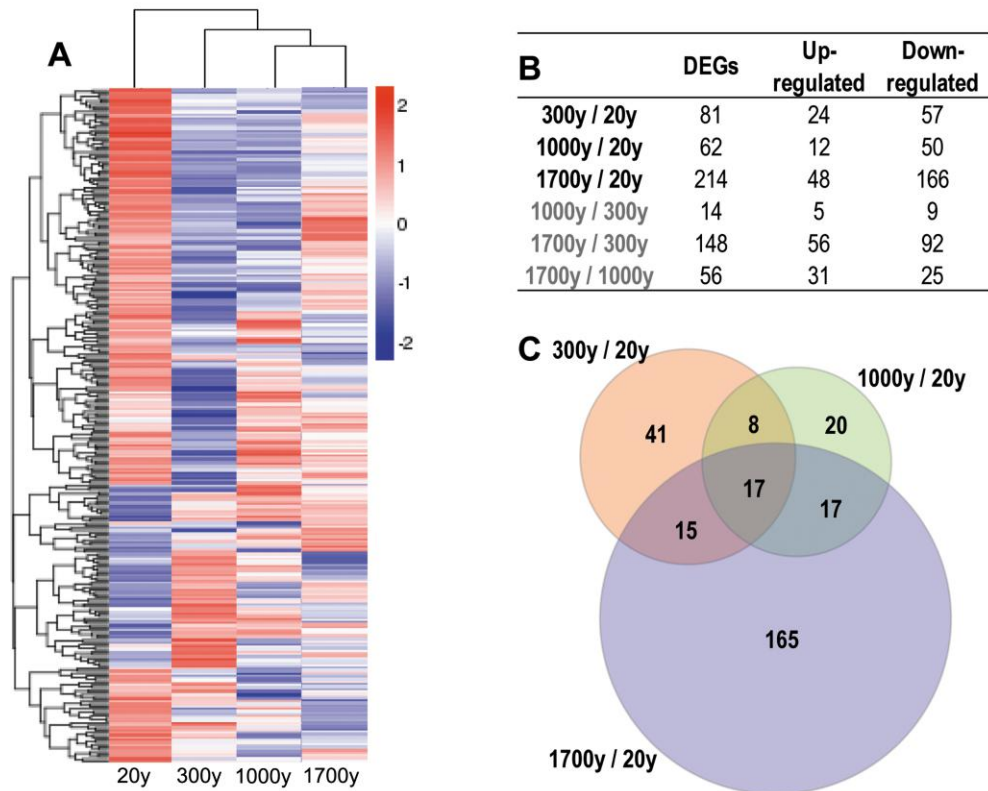 A
2
1
0
-1
-2
20y 300y 1000y 1700y
B DEGs Up-regulated Down-regulated
300y / 20y 81 24 57
1000y / 20y 62 12 50
1700y / 20y 214 48 166
1000y / 300y 14 5 9
1700y / 300y 148 56 92
1700y / 1000y 56 31 25
C 300y / 20y
1000y / 20y
41 8 20
17
15 17
165
1700y / 20y